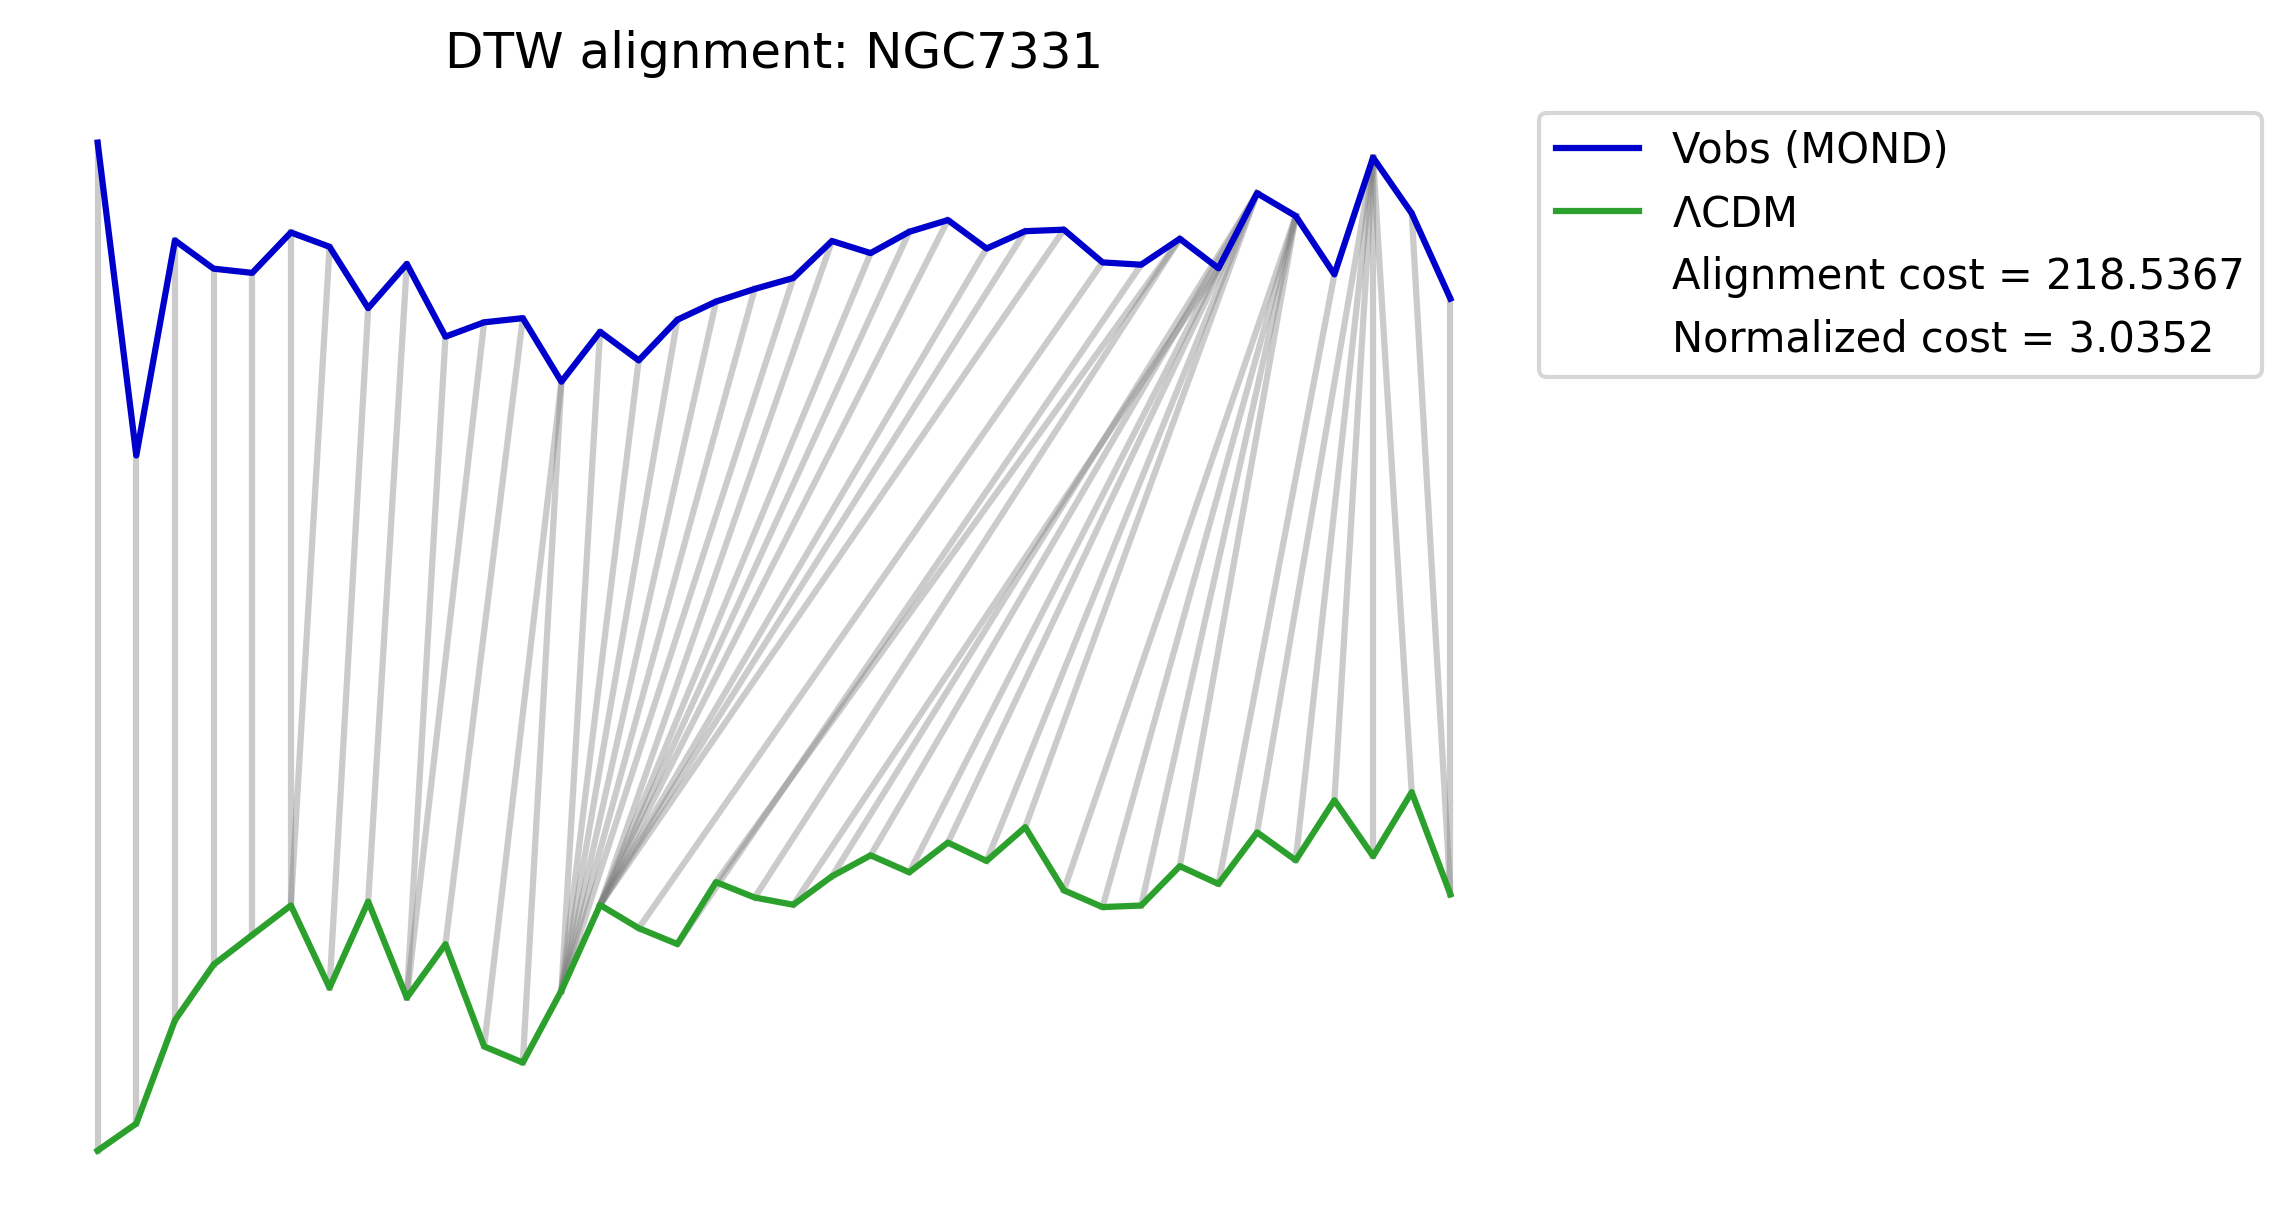 DTW alignment: NGC7331
Vobs (MOND)
ΛCDM
Alignment cost = 218.5367
Normalized cost = 3.0352